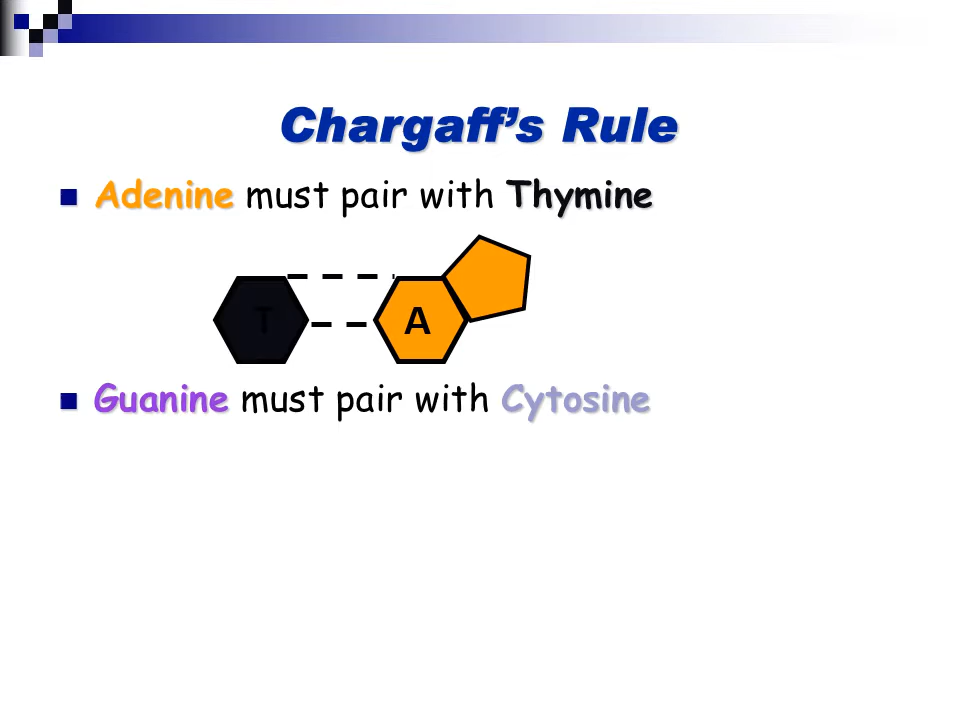 Chargaff’s Rule
Adenine must pair with Thymine
T A
Guanine must pair with Cytosine